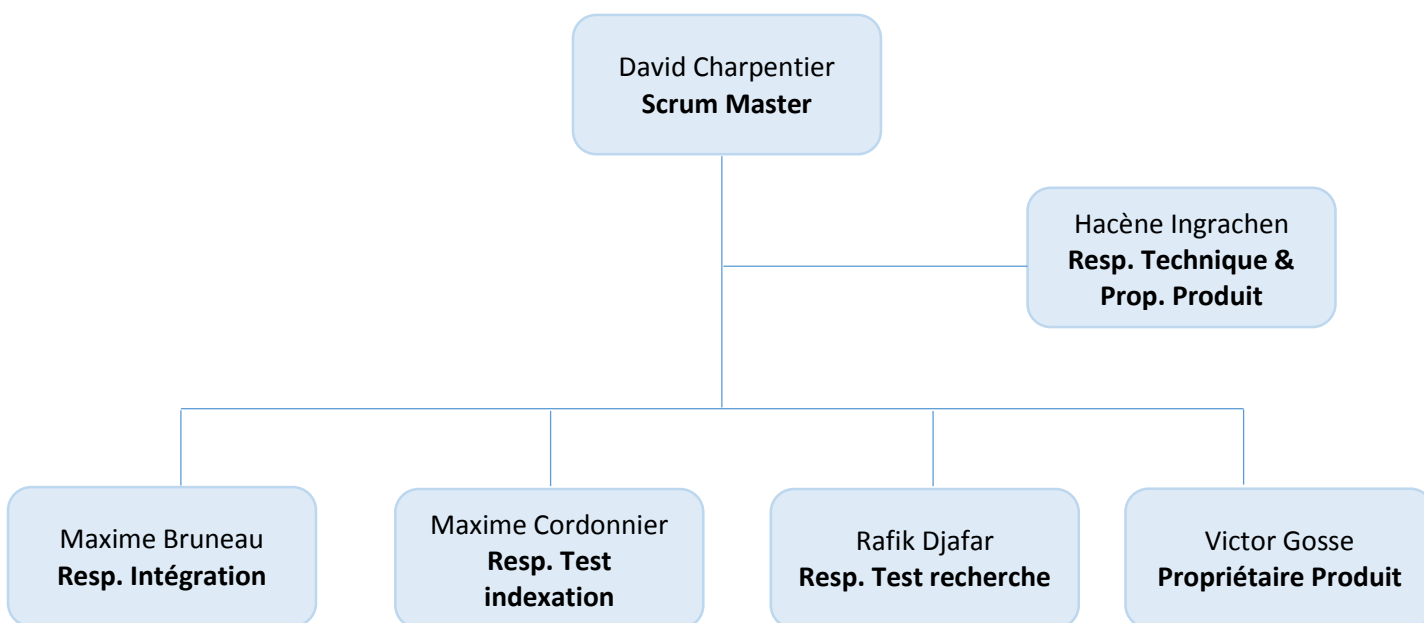 David Charpentier
Scrum Master
Hacène Ingrachen
Resp. Technique &
Prop. Produit
Maxime Bruneau
Resp. Intégration
Maxime Cordonnier
Resp. Test
indexation
Rafik Djafar
Resp. Test recherche
Victor Gosse
Propriétaire Produit